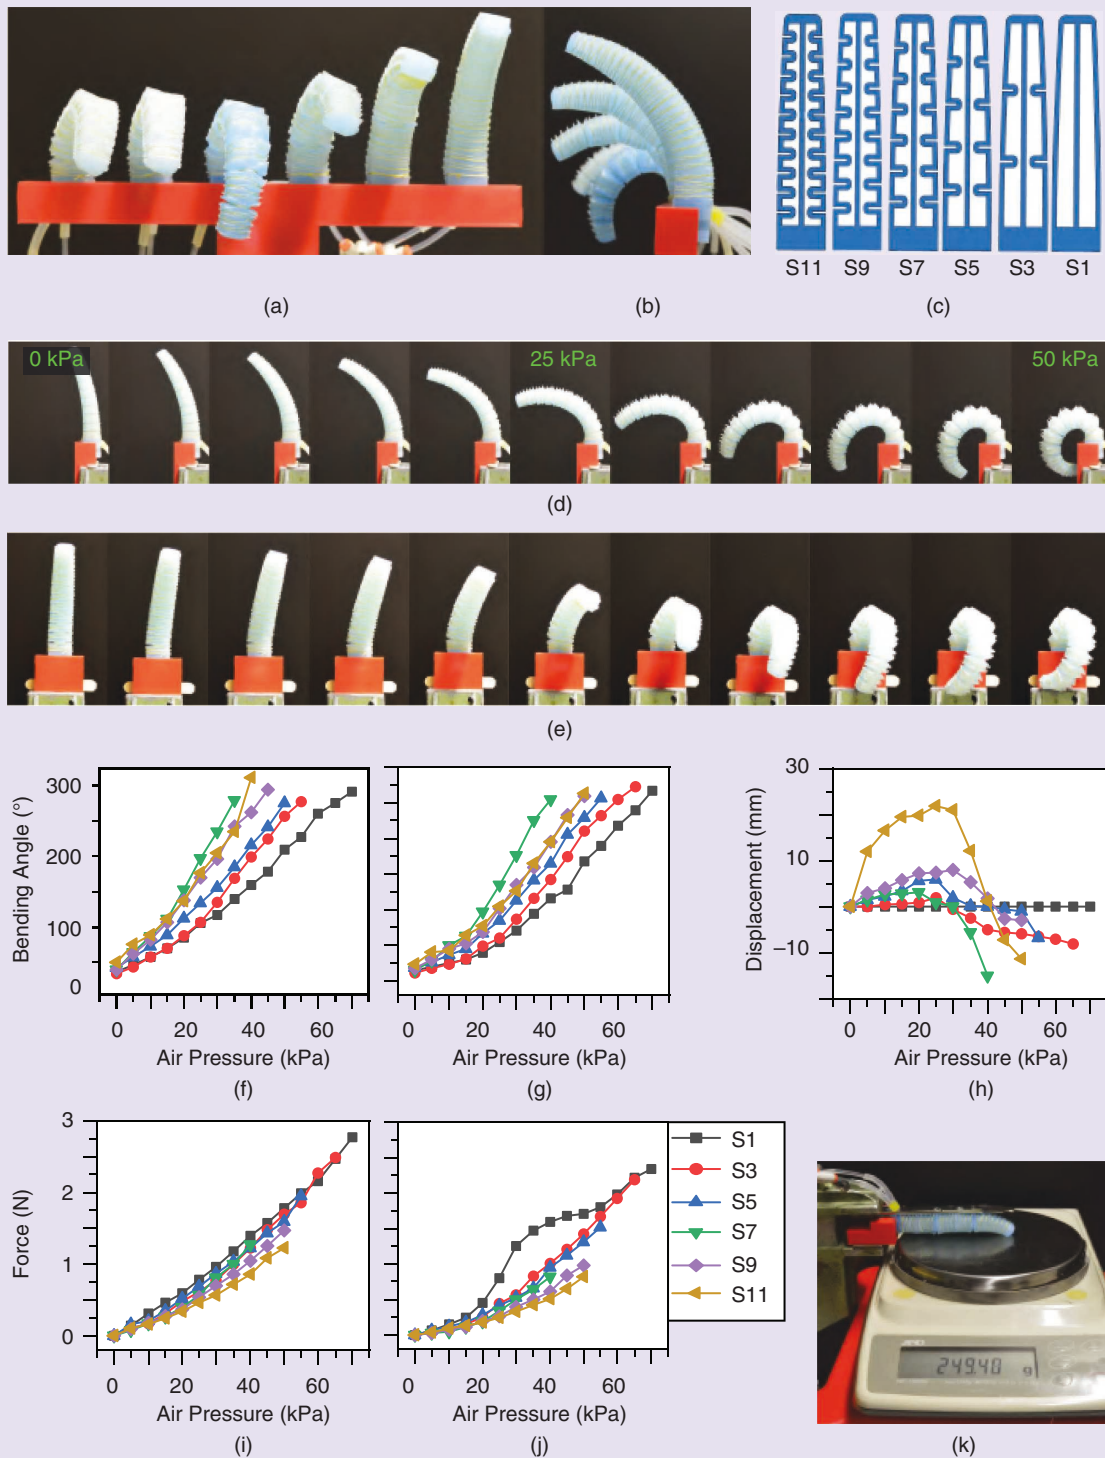 S11 S9 S7 S5 S3 S1
(a) (b) (c)
0 kPa 25 kPa 50 kPa
(d)
(e)
Bending Angle (°)
300
200
100
0
0 20 40 60
Air Pressure (kPa)
(f)
0 20 40 60
Air Pressure (kPa)
(g)
Displacement (mm)
30
10
−10
0 20 40 60
Air Pressure (kPa)
(h)
Force (N)
3
2
1
0
0 20 40 60
Air Pressure (kPa)
(i)
0 20 40 60
Air Pressure (kPa)
(j)
S1
S3
S5
S7
S9
S11
249.40 g
(k)